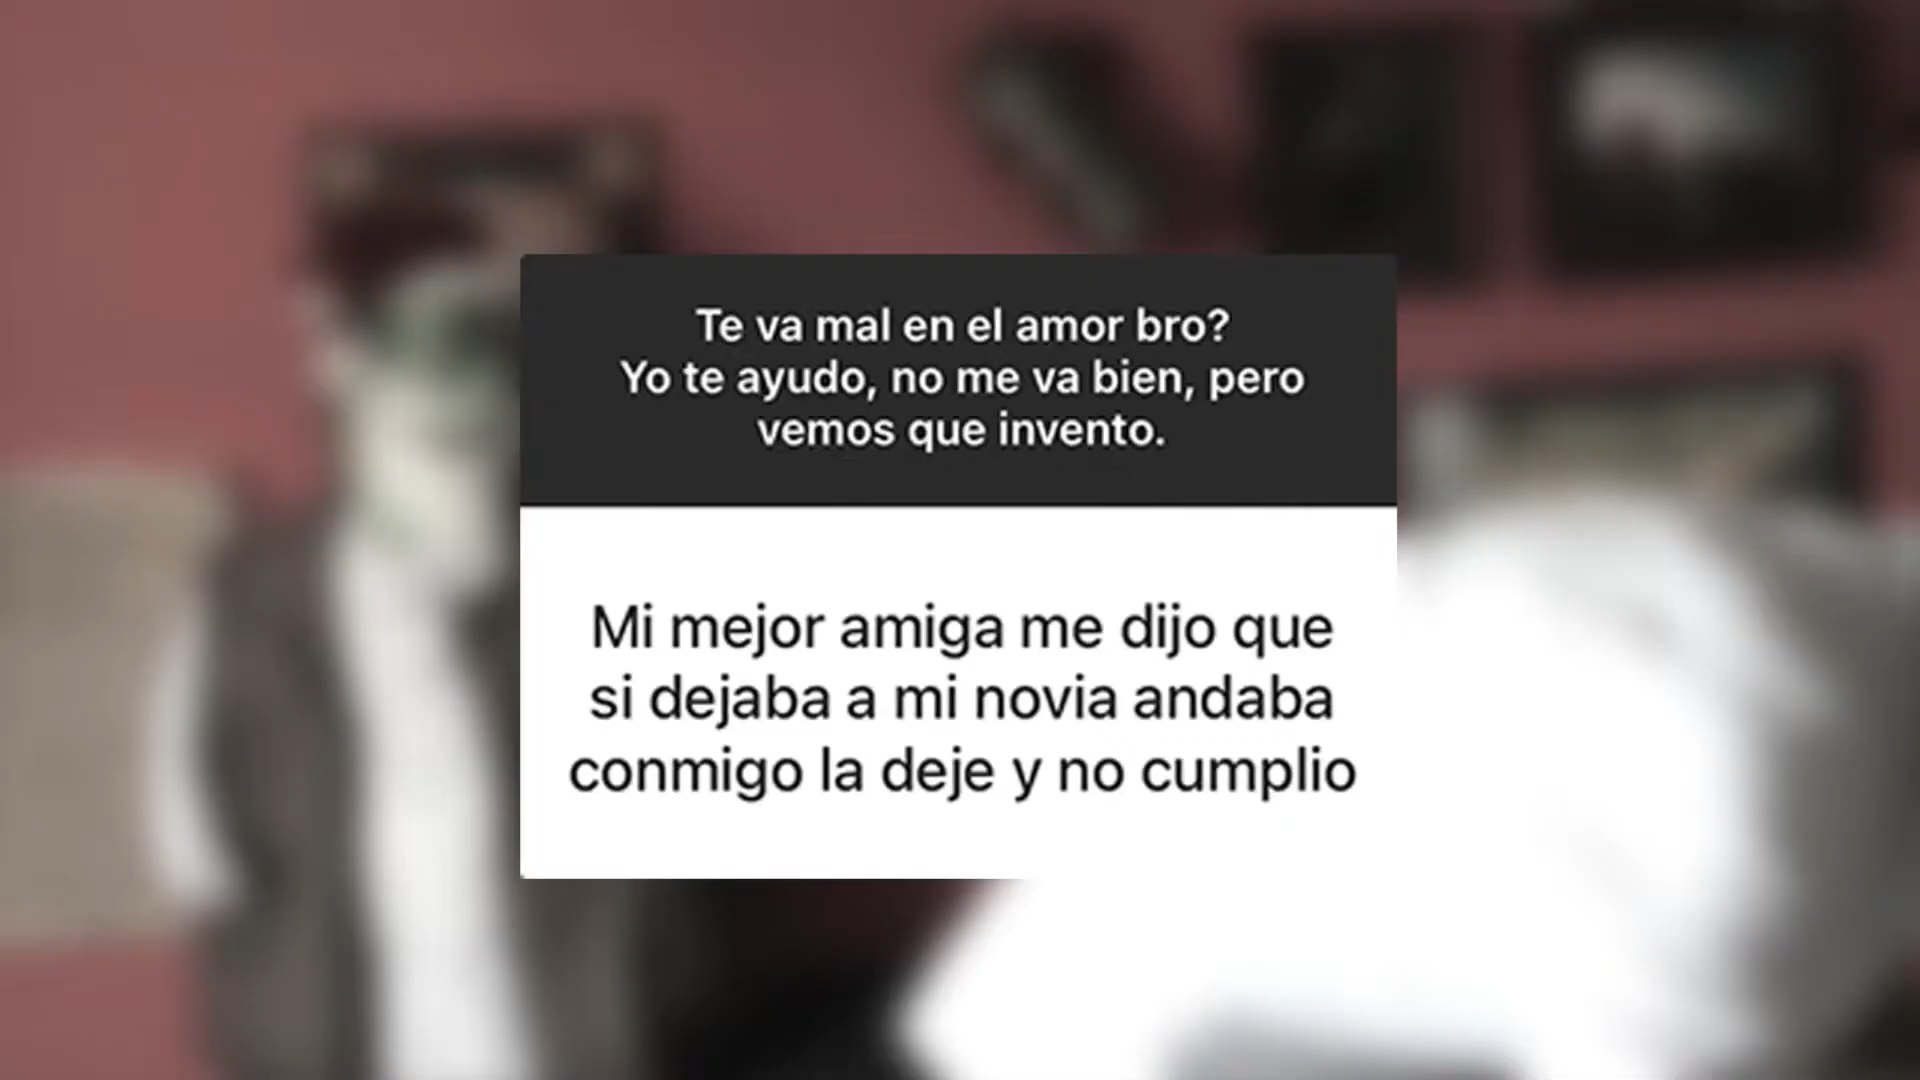 Te va mal en el amor bro?
Yo te ayudo, no me va bien, pero
vemos que invento.
Mi mejor amiga me dijo que
si dejaba a mi novia andaba
conmigo la deje y no cumplio